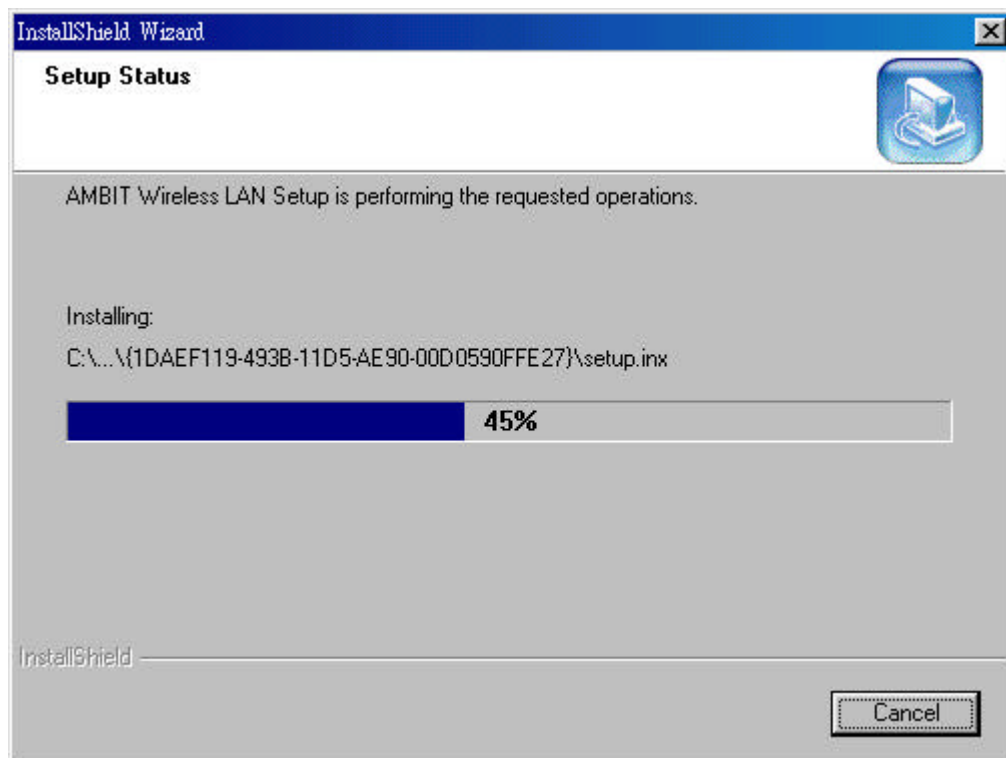 InstallShield Wizard
Setup Status
AMBIT Wireless LAN Setup is performing the requested operations.
Installing:
C:\...\{1DAEF119-493B-11D5-AE90-00D0590FFE27}\setup.inx
45%
InstallShield
Cancel